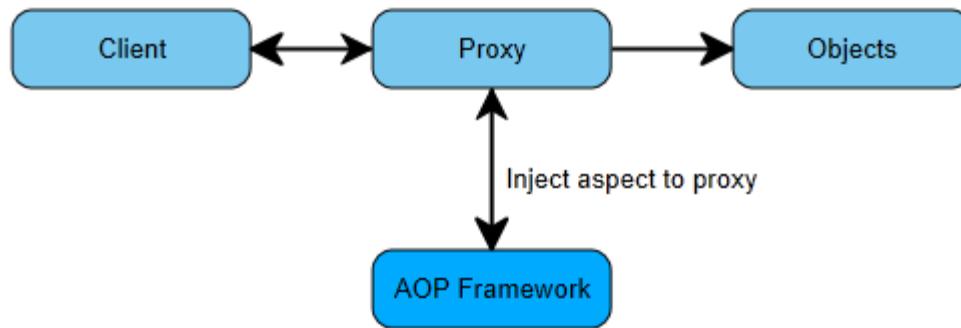 Client
Proxy
Objects
Inject aspect to proxy
AOP Framework